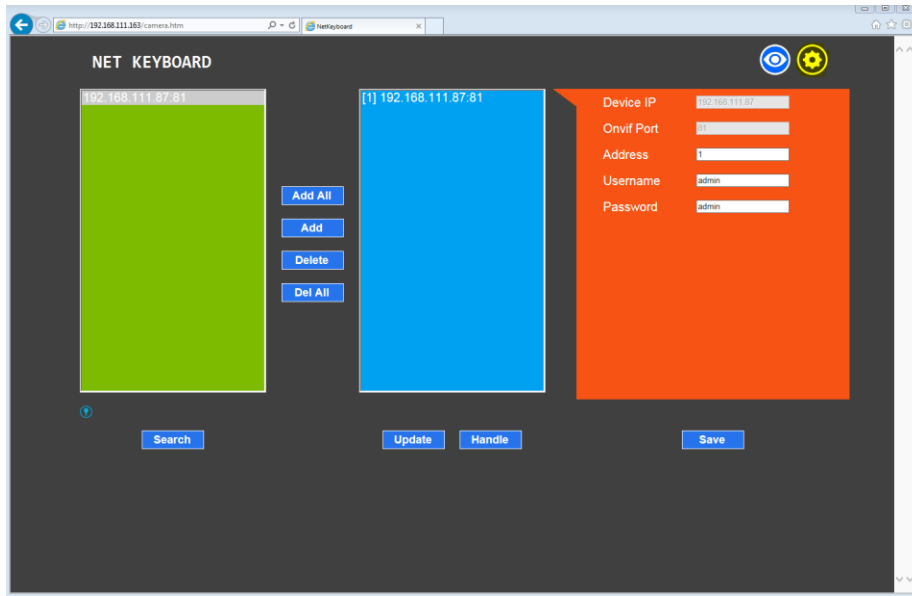 http://192.168.111.163/camera.htm
NetKeyboard
NET KEYBOARD
192.168.111.87:81
Add All
Add
Delete
Del All
[1] 192.168.111.87:81
Device IP 192.168.111.87
Onvif Port 81
Address 1
Username admin
Password admin
Search
Update Handle
Save